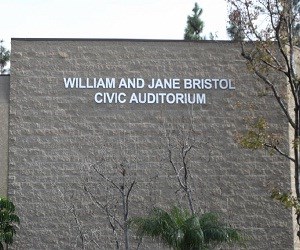 WILLIAM AND JANE BRISTOL
CIVIC AUDITORIUM